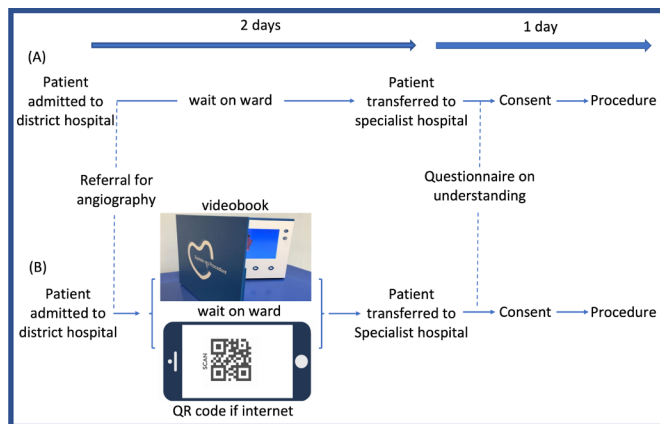 2 days
1 day
(A)
Patient
admitted to
district hospital
wait on ward
Patient
transferred to
specialist hospital
Consent
Procedure
Referral for
angiography
Questionnaire on
understanding
videobook
(B)
Patient
admitted to
district hospital
wait on ward
Patient
transferred to
Specialist hospital
Consent
Procedure
SCAN
QR code if internet